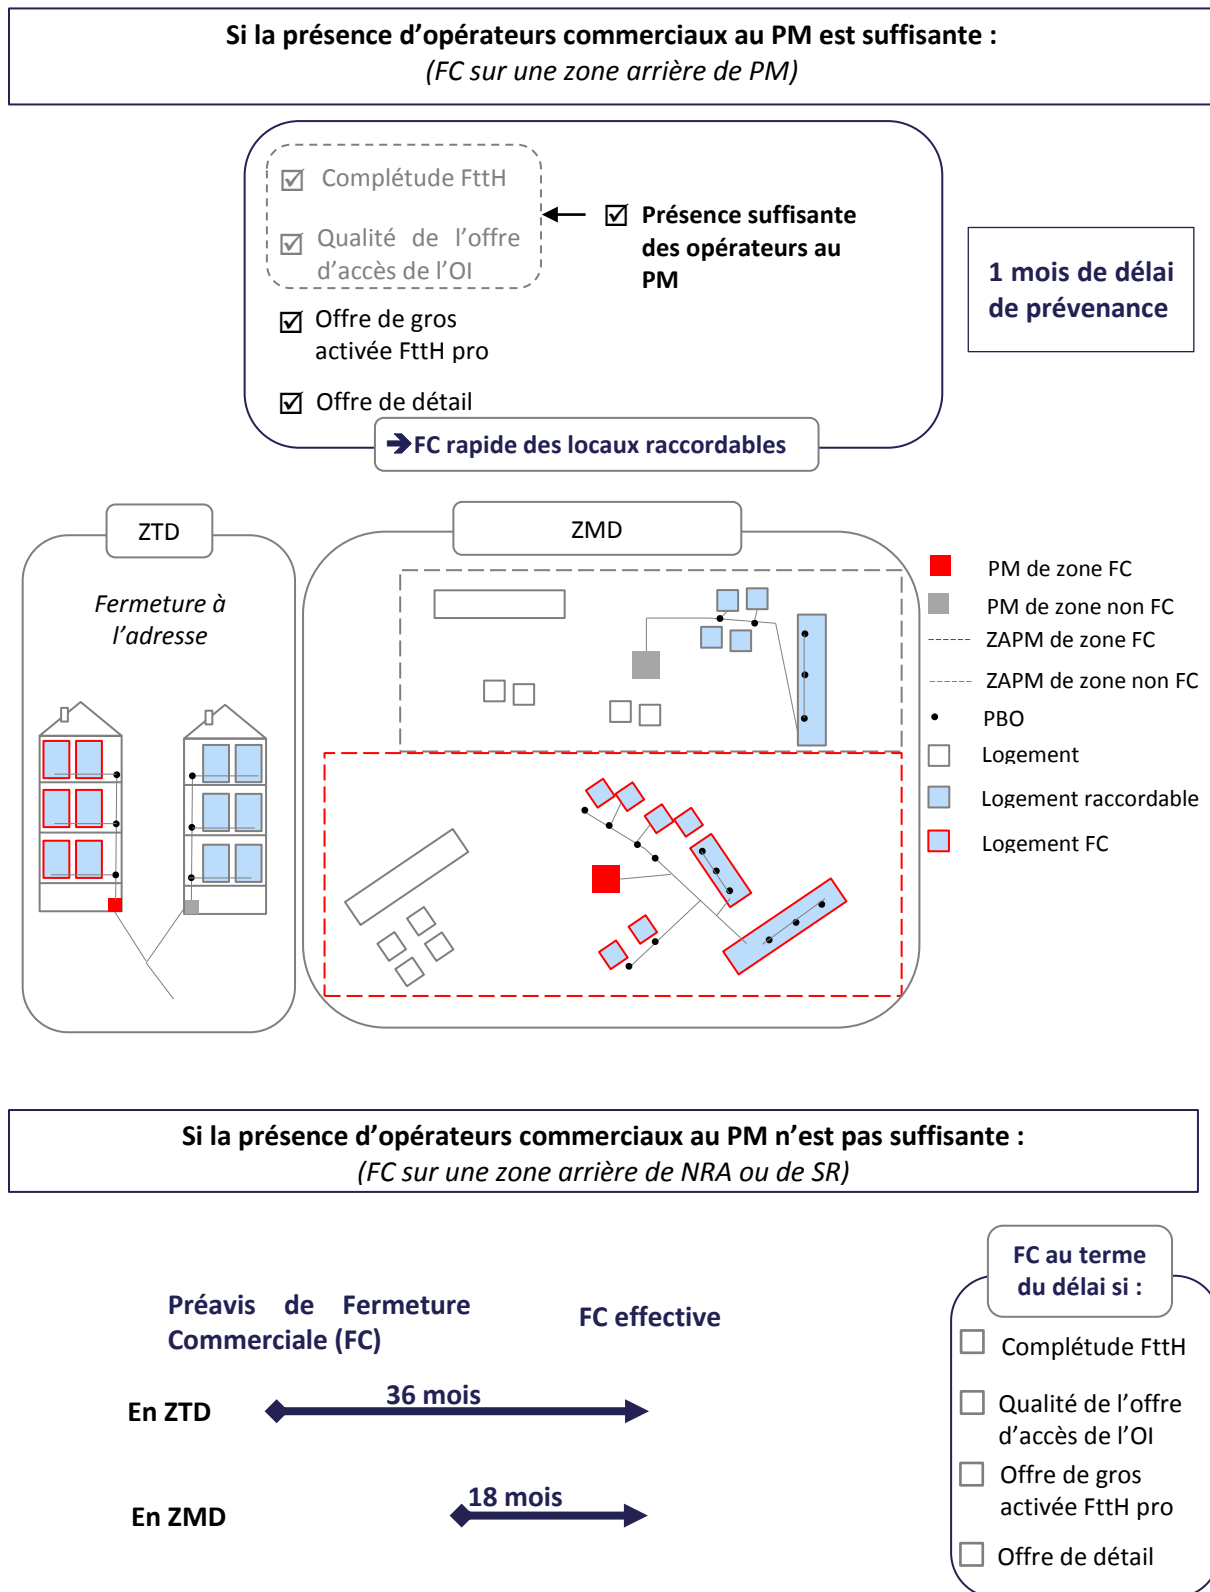 Si la présence d’opérateurs commerciaux au PM est suffisante :
(FC sur une zone arrière de PM)
Complétude FttH
Qualité de l’offre
d’accès de l’OI
Présence suffisante
des opérateurs au
PM
Offre de gros
activée FttH pro
Offre de détail
1 mois de délai
de prévenance
➔FC rapide des locaux raccordables
ZTD
Fermeture à
l’adresse
ZMD
PM de zone FC
PM de zone non FC
ZAPM de zone FC
ZAPM de zone non FC
PBO
Logement
Logement raccordable
Logement FC
Si la présence d’opérateurs commerciaux au PM n’est pas suffisante :
(FC sur une zone arrière de NRA ou de SR)
Préavis de Fermeture
Commerciale (FC)
FC effective
En ZTD
36 mois
En ZMD
18 mois
FC au terme
du délai si :
Complétude FttH
Qualité de l’offre
d’accès de l’OI
Offre de gros
activée FttH pro
Offre de détail